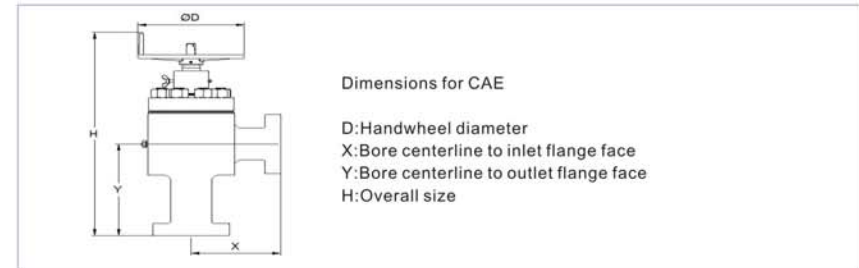 ØD
H
Y
X
Dimensions for CAE
D:Handwheel diameter
X:Bore centerline to inlet flange face
Y:Bore centerline to outlet flange face
H:Overall size